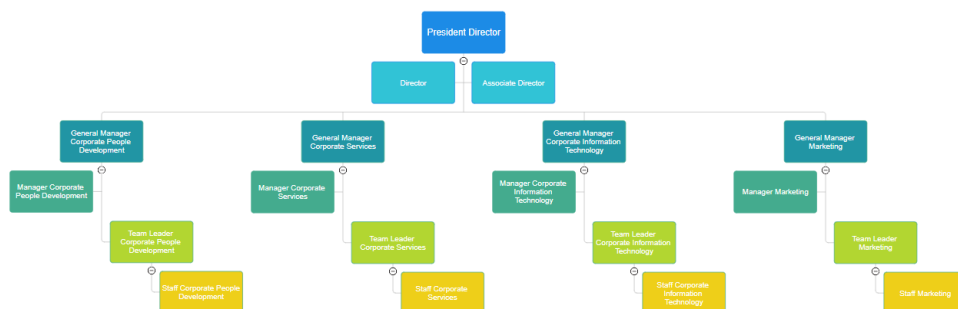 President Director
Director
Associate Director
General Manager
Corporate People
Development
General Manager
Corporate Services
General Manager
Corporate Information
Technology
General Manager
Marketing
Manager Corporate
People Development
Manager Corporate
Services
Manager Corporate
Information
Technology
Manager Marketing
Team Leader
Corporate People
Development
Team Leader
Corporate Services
Team Leader
Corporate Information
Technology
Team Leader
Marketing
Staff Corporate People
Development
Staff Corporate
Services
Staff Corporate
Information
Technology
Staff Marketing